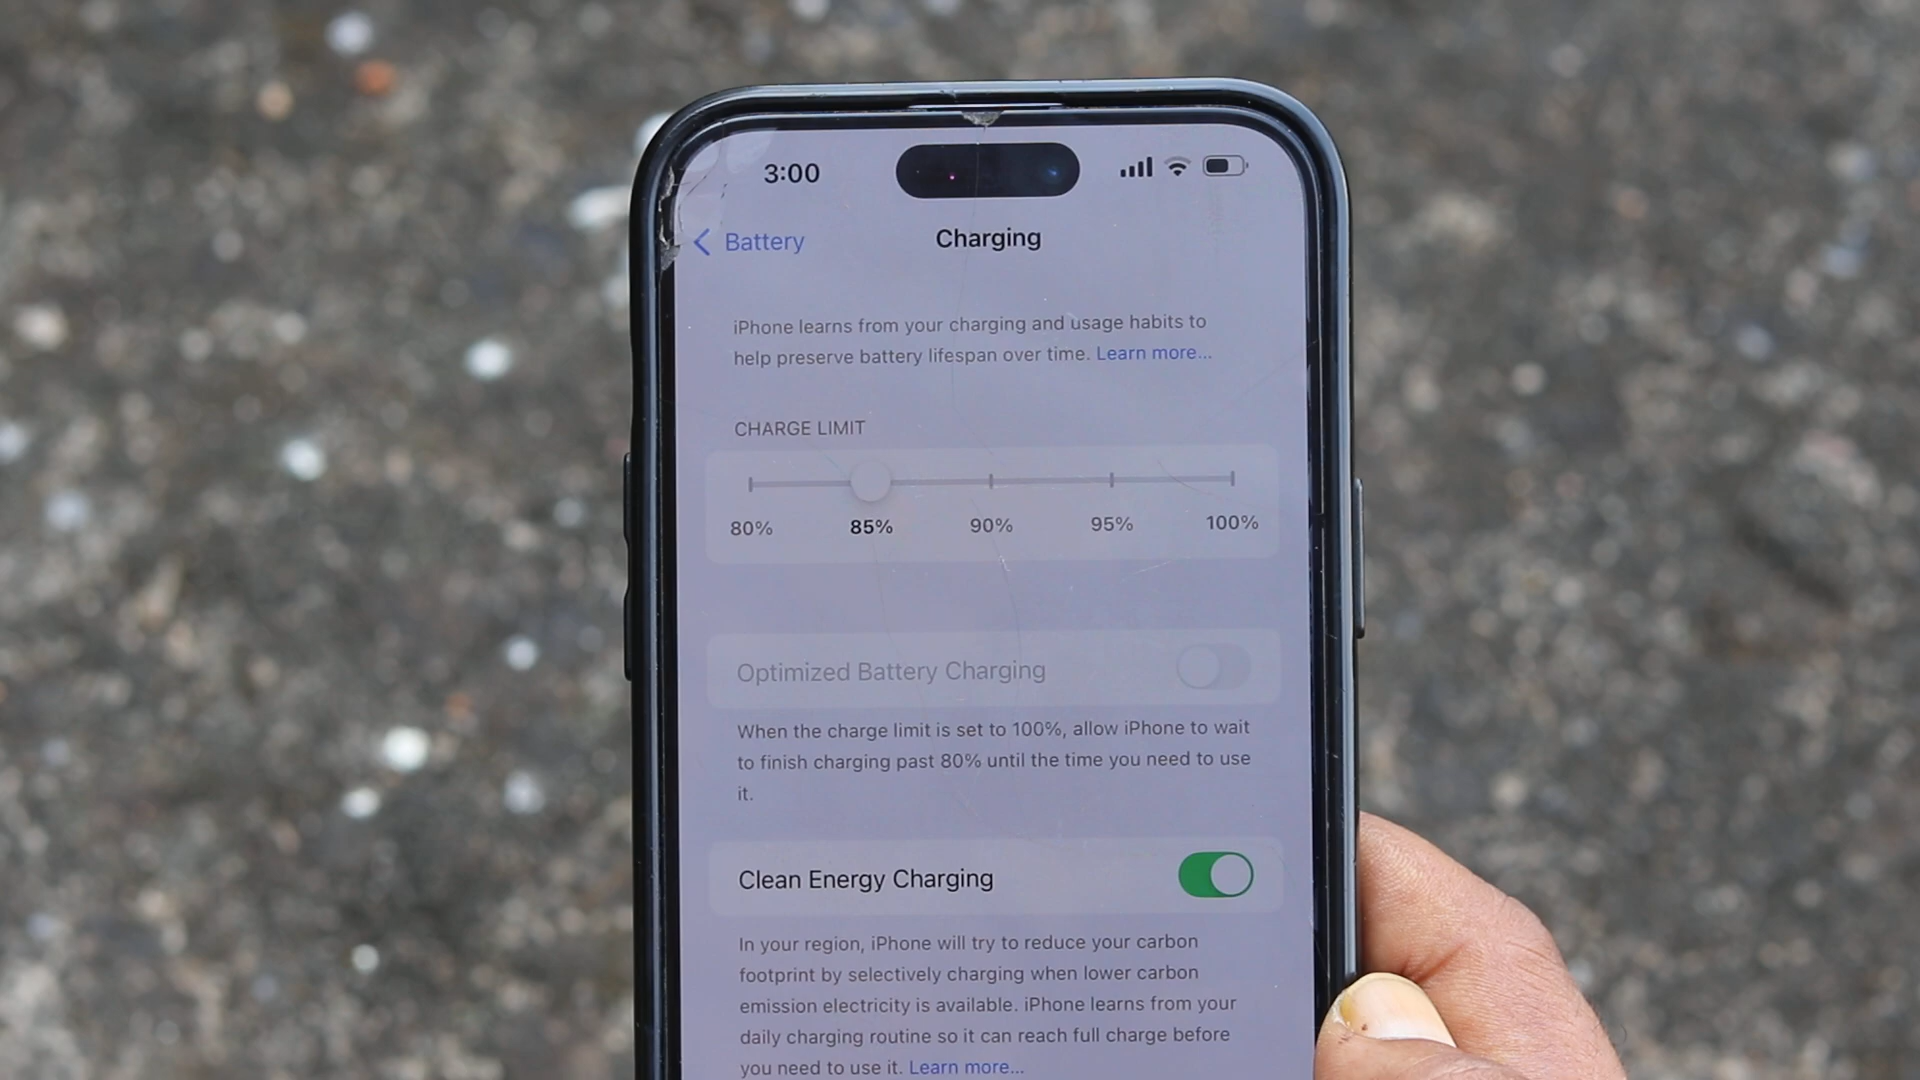 3:00
Battery
Charging
iPhone learns from your charging and usage habits to
help preserve battery lifespan over time. Learn more...
CHARGE LIMIT
80% 85% 90% 95% 100%
Optimized Battery Charging
When the charge limit is set to 100%, allow iPhone to wait
to finish charging past 80% until the time you need to use
it.
Clean Energy Charging
In your region, iPhone will try to reduce your carbon
footprint by selectively charging when lower carbon
emission electricity is available. iPhone learns from your
daily charging routine so it can reach full charge before
you need to use it. Learn more...